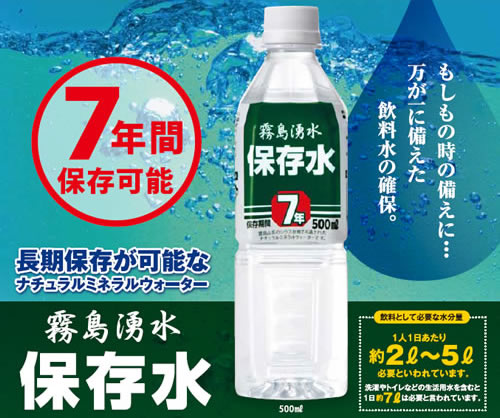 7年間
保存可能
もしもの時の備えに…
万が一に備えた
飲料水の確保。
霧島湧水
保存水
保存期間
7年
500㎖
長期保存が可能な
ナチュラルミネラルウォーター
霧島湧水
保存水
500㎖
飲料として必要な水分量
1人1日あたり
約2ℓ〜5ℓ
必要といわれています。
洗濯やトイレなどの生活用水を含むと
1日約7ℓは必要と言われています。